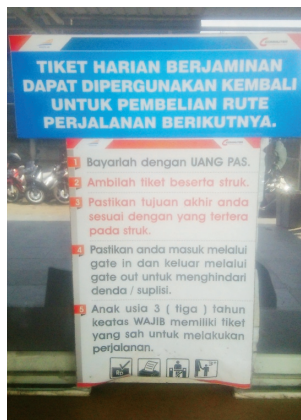 TIKET HARIAN BERJAMINAN
DAPAT DIPERGUNAKAN KEMBALI
UNTUK PEMBELIAN RUTE
PERJALANAN BERIKUTNYA.
1 Bayarlah dengan UANG PAS.
2 Ambilah tiket beserta struk.
3 Pastikan tujuan akhir anda
sesuai dengan yang tertera
pada struk.
4 Pastikan anda masuk melalui
gate in dan keluar melalui
gate out untuk menghindari
denda / suplisi.
5 Anak usia 3 ( tiga ) tahun
keatas WAJIB memiliki tiket
yang sah untuk melakukan
perjalanan.